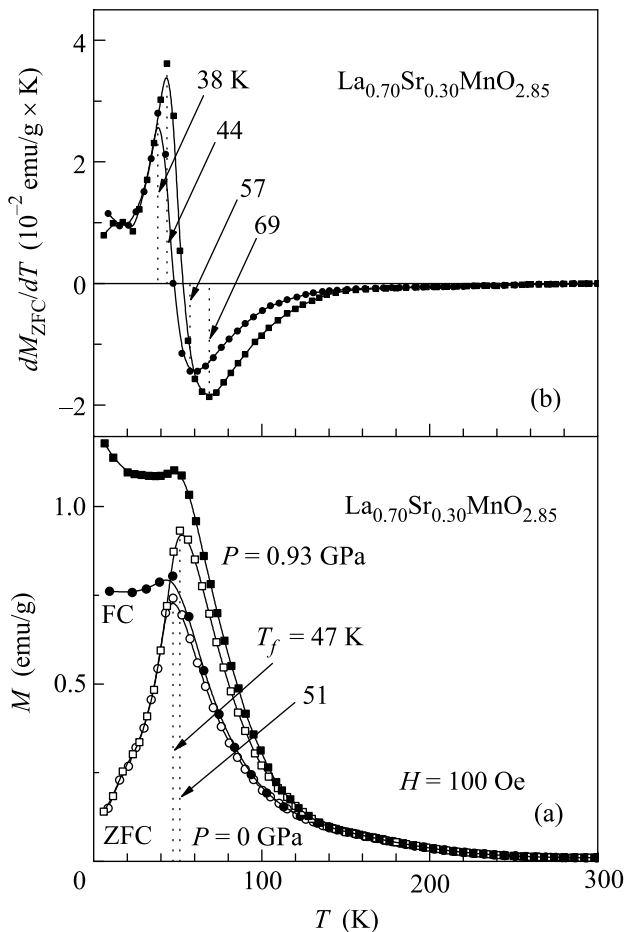 4
38 K
La0.70Sr0.30MnO2.85
44
2
57
69
0
dM_ZFC/dT (10^−2 emu/g × K)
−2
(b)
1.0
La0.70Sr0.30MnO2.85
P = 0.93 GPa
FC
T_f = 47 K
M (emu/g)
0.5
51
H = 100 Oe
(a)
ZFC
P = 0 GPa
0
100
200
300
T (K)